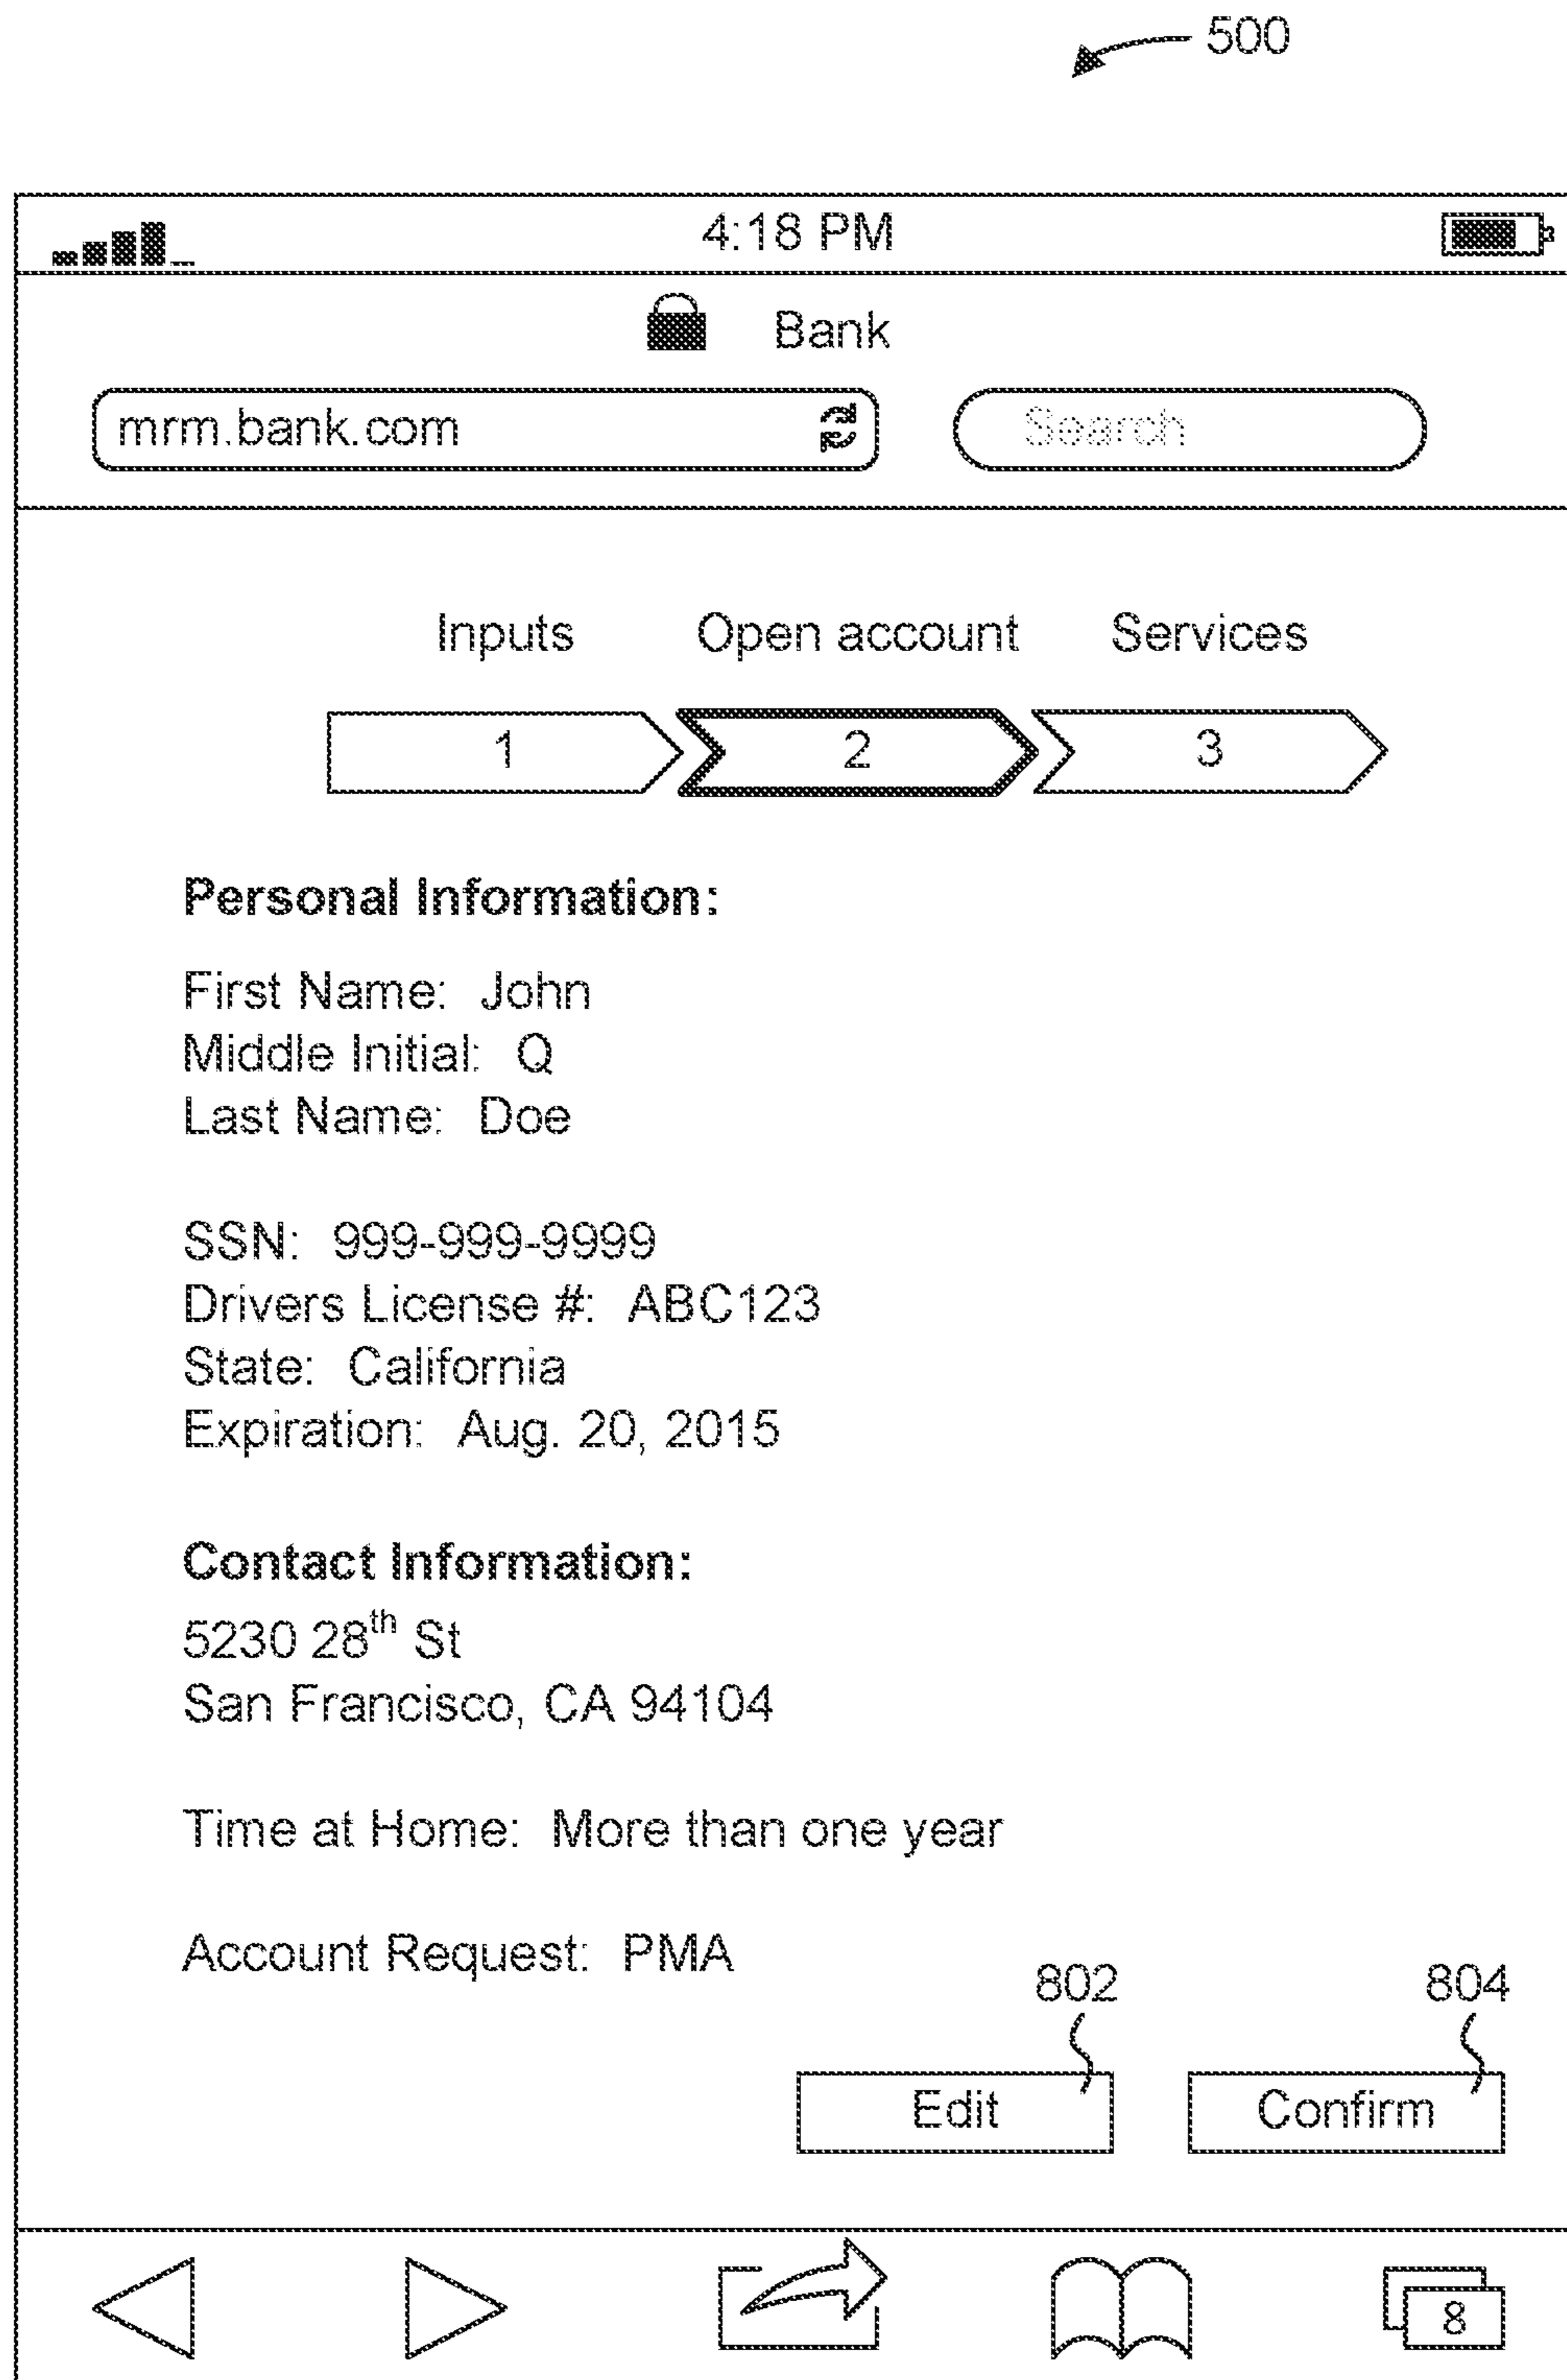 500
4:18 PM
Bank
mrm.bank.com
Search
Inputs Open account Services
1 2 3
Personal Information:
First Name: John
Middle Initial: Q
Last Name: Doe
SSN: 999-999-9999
Drivers License #: ABC123
State: California
Expiration: Aug. 20, 2015
Contact Information:
5230 28th St
San Francisco, CA 94104
Time at Home: More than one year
Account Request: PMA
802 804
Edit Confirm
8